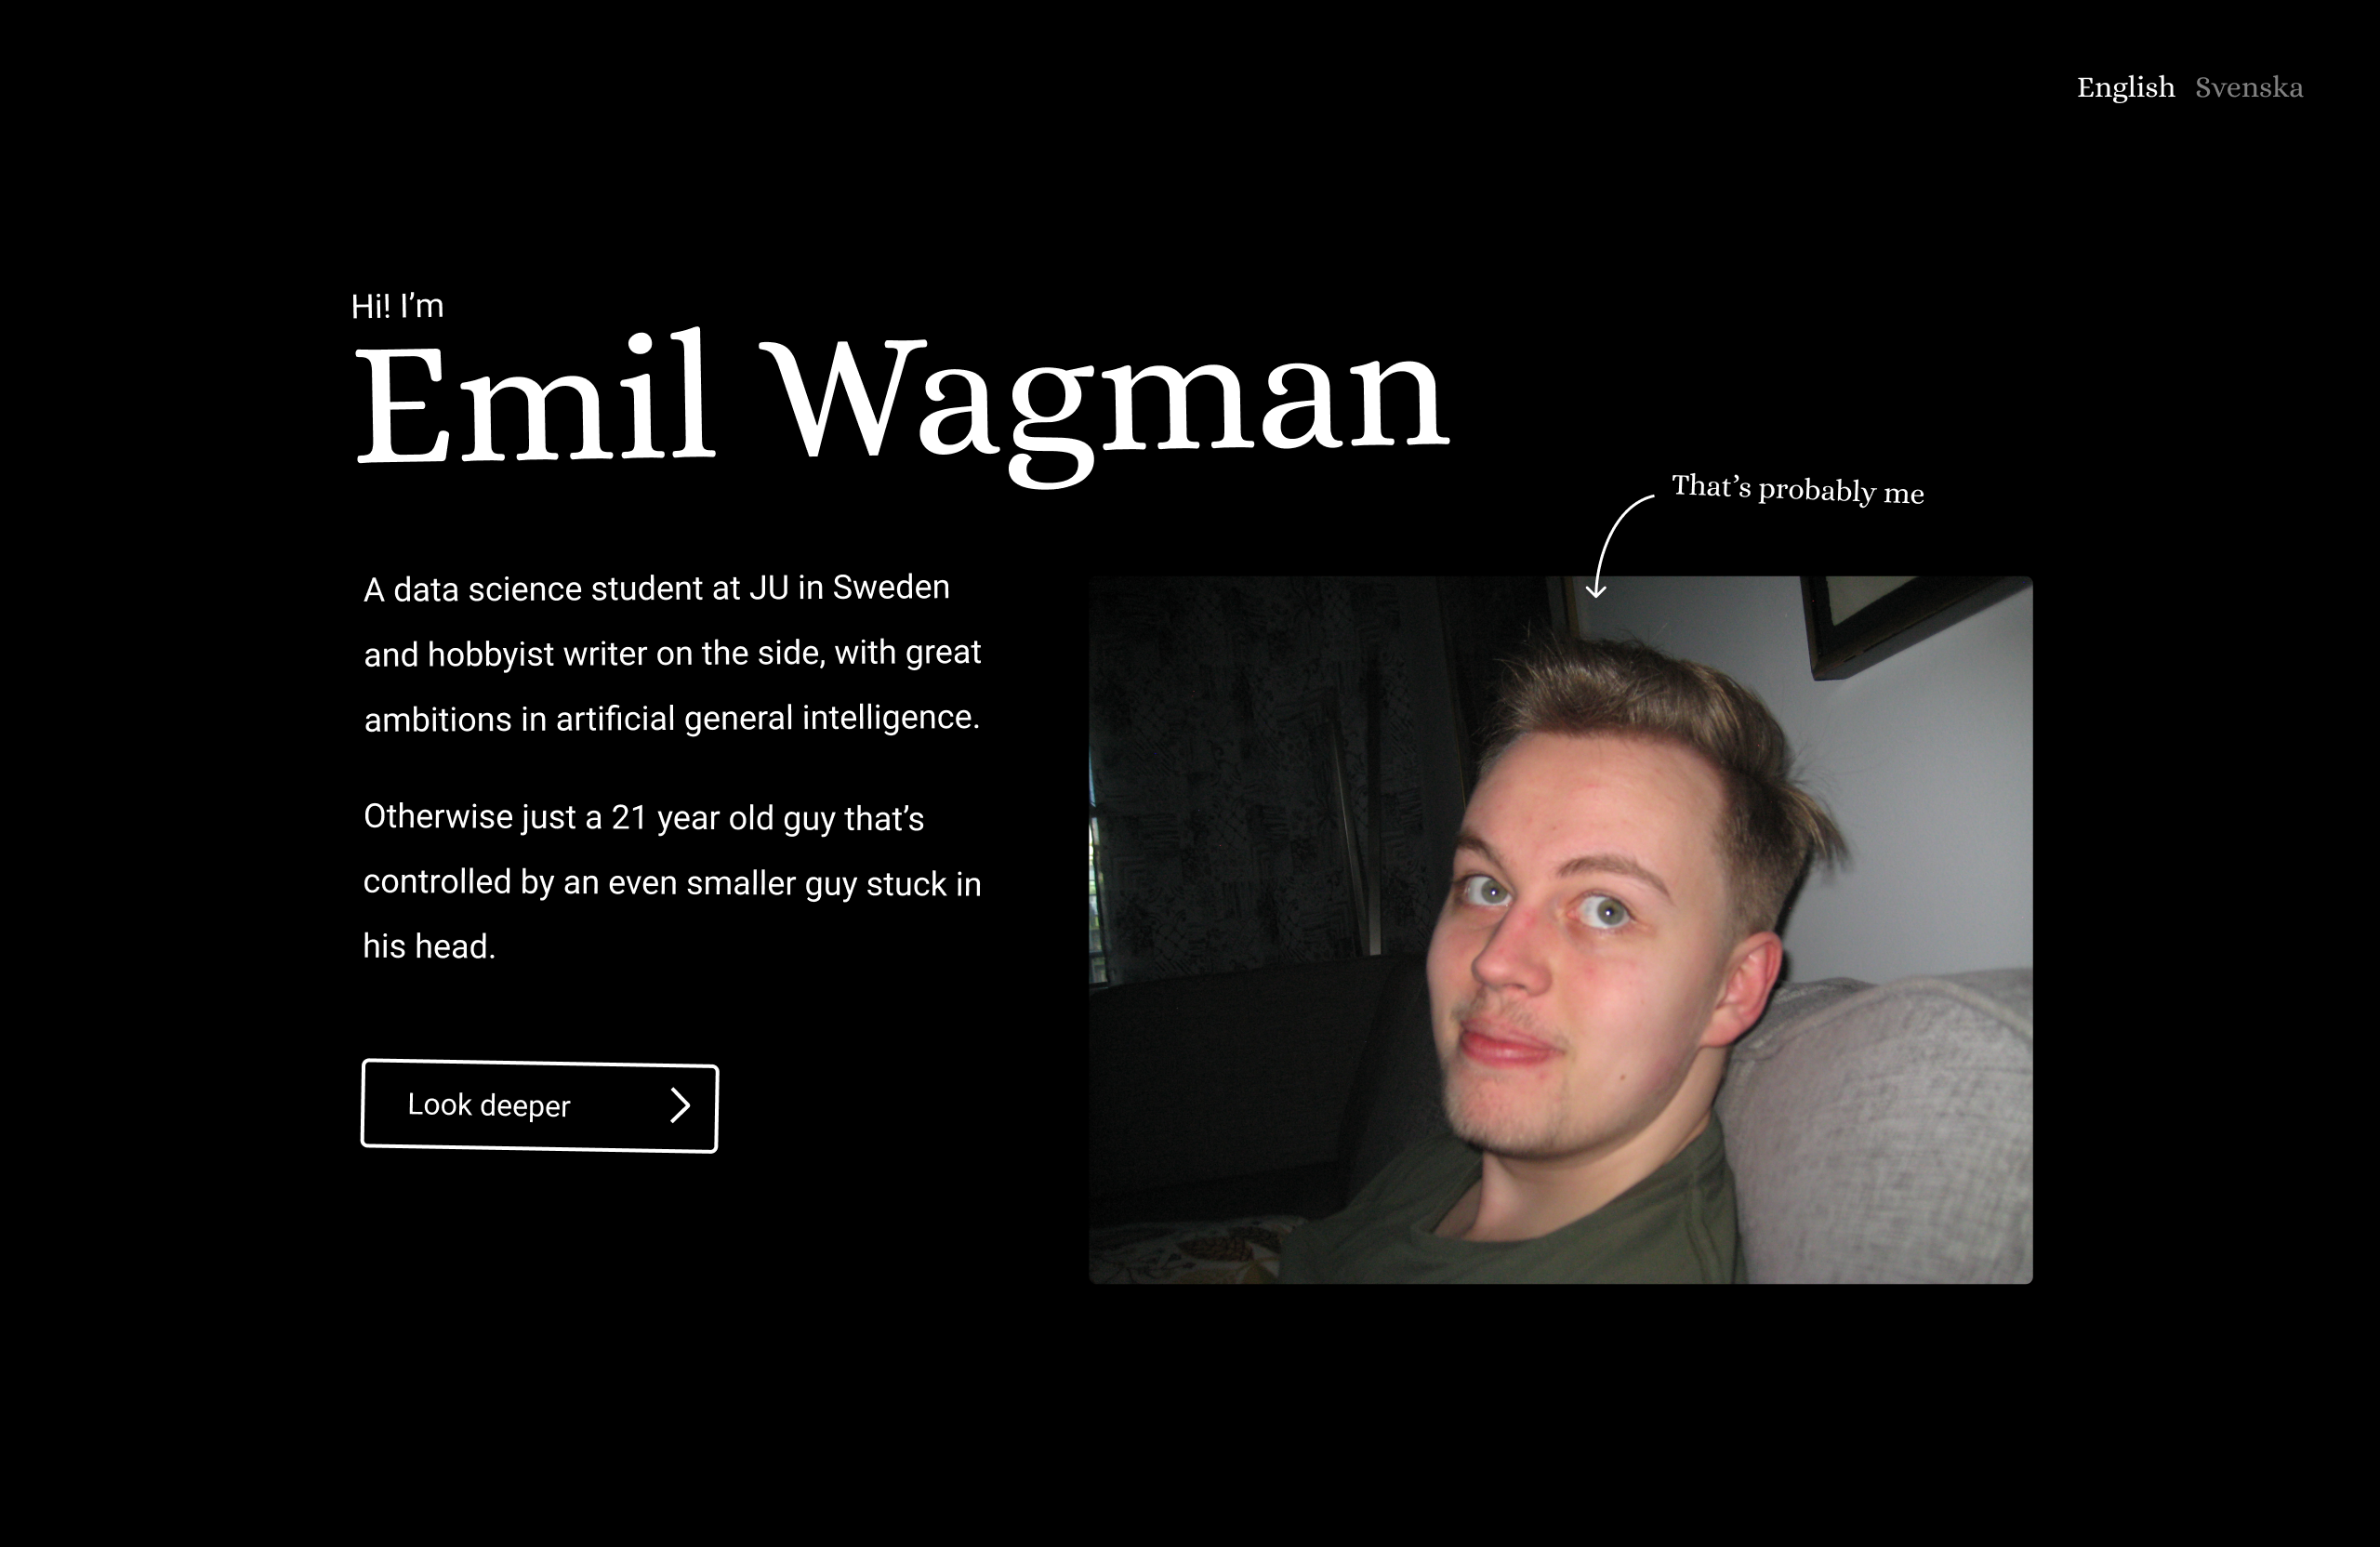 English Svenska
Hi! I’m
Emil Wagman
That’s probably me
A data science student at JU in Sweden
and hobbyist writer on the side, with great
ambitions in artificial general intelligence.
Otherwise just a 21 year old guy that’s
controlled by an even smaller guy stuck in
his head.
Look deeper